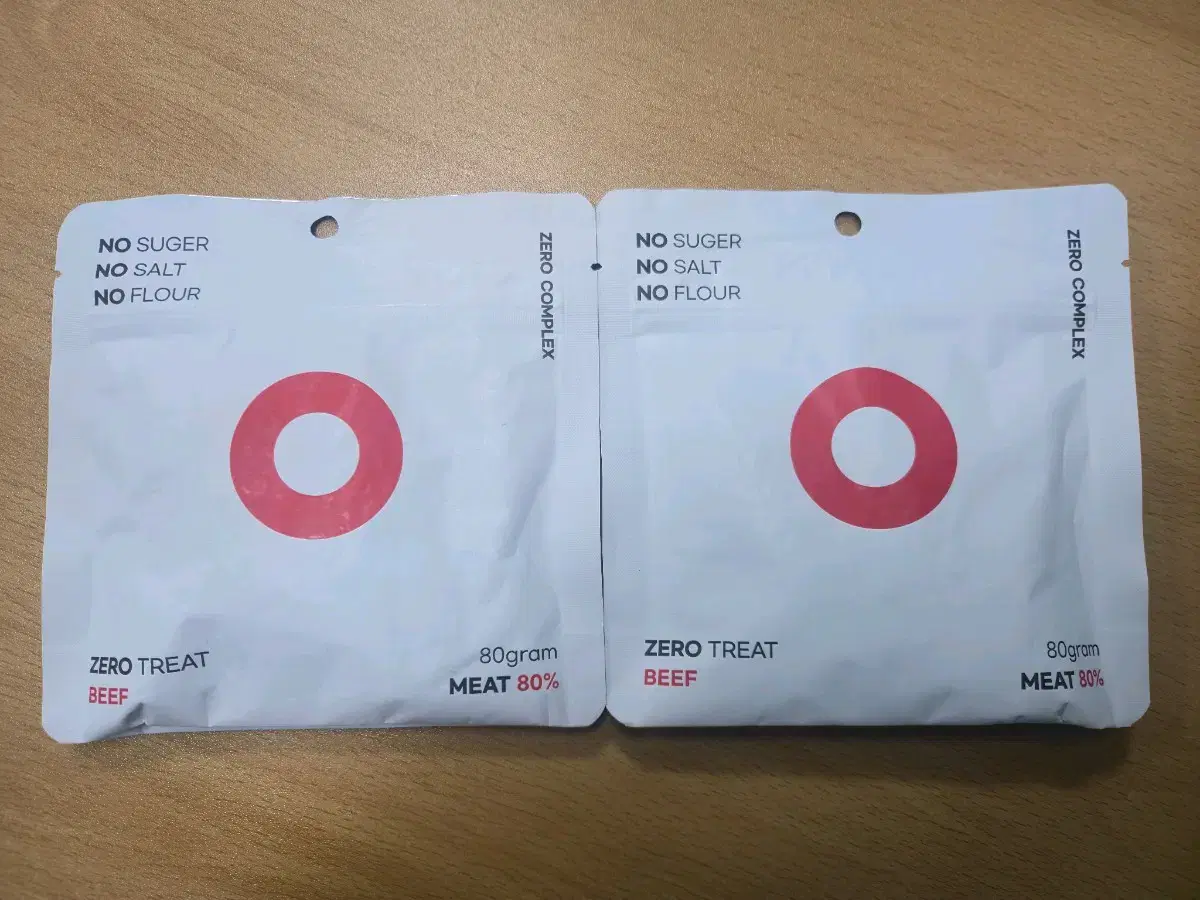 NO SUGER
NO SALT
NO FLOUR
ZERO COMPLEX
ZERO TREAT
BEEF
80gram
MEAT 80%
NO SUGER
NO SALT
NO FLOUR
ZERO COMPLEX
ZERO TREAT
BEEF
80gram
MEAT 80%